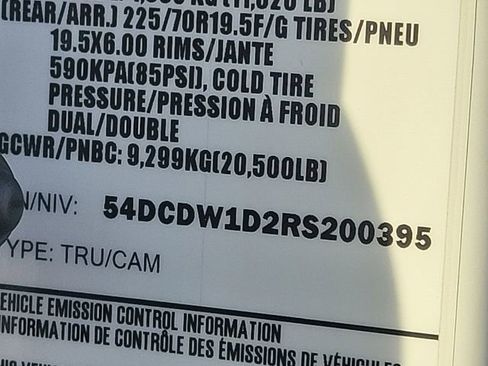 (REAR/ARR.) 225/70R19.5F/G TIRES/PNEU
19.5X6.00 RIMS/JANTE
590KPA(85PSI), COLD TIRE
PRESSURE/PRESSION À FROID
DUAL/DOUBLE
GCWR/PNBC: 9,299KG(20,500LB)
N/NIV: 54DCDW1D2RS200395
YPE: TRU/CAM
EHICLE EMISSION CONTROL INFORMATION
INFORMATION DE CONTRÔLE DES ÉMISSIONS DE VÉHICULES